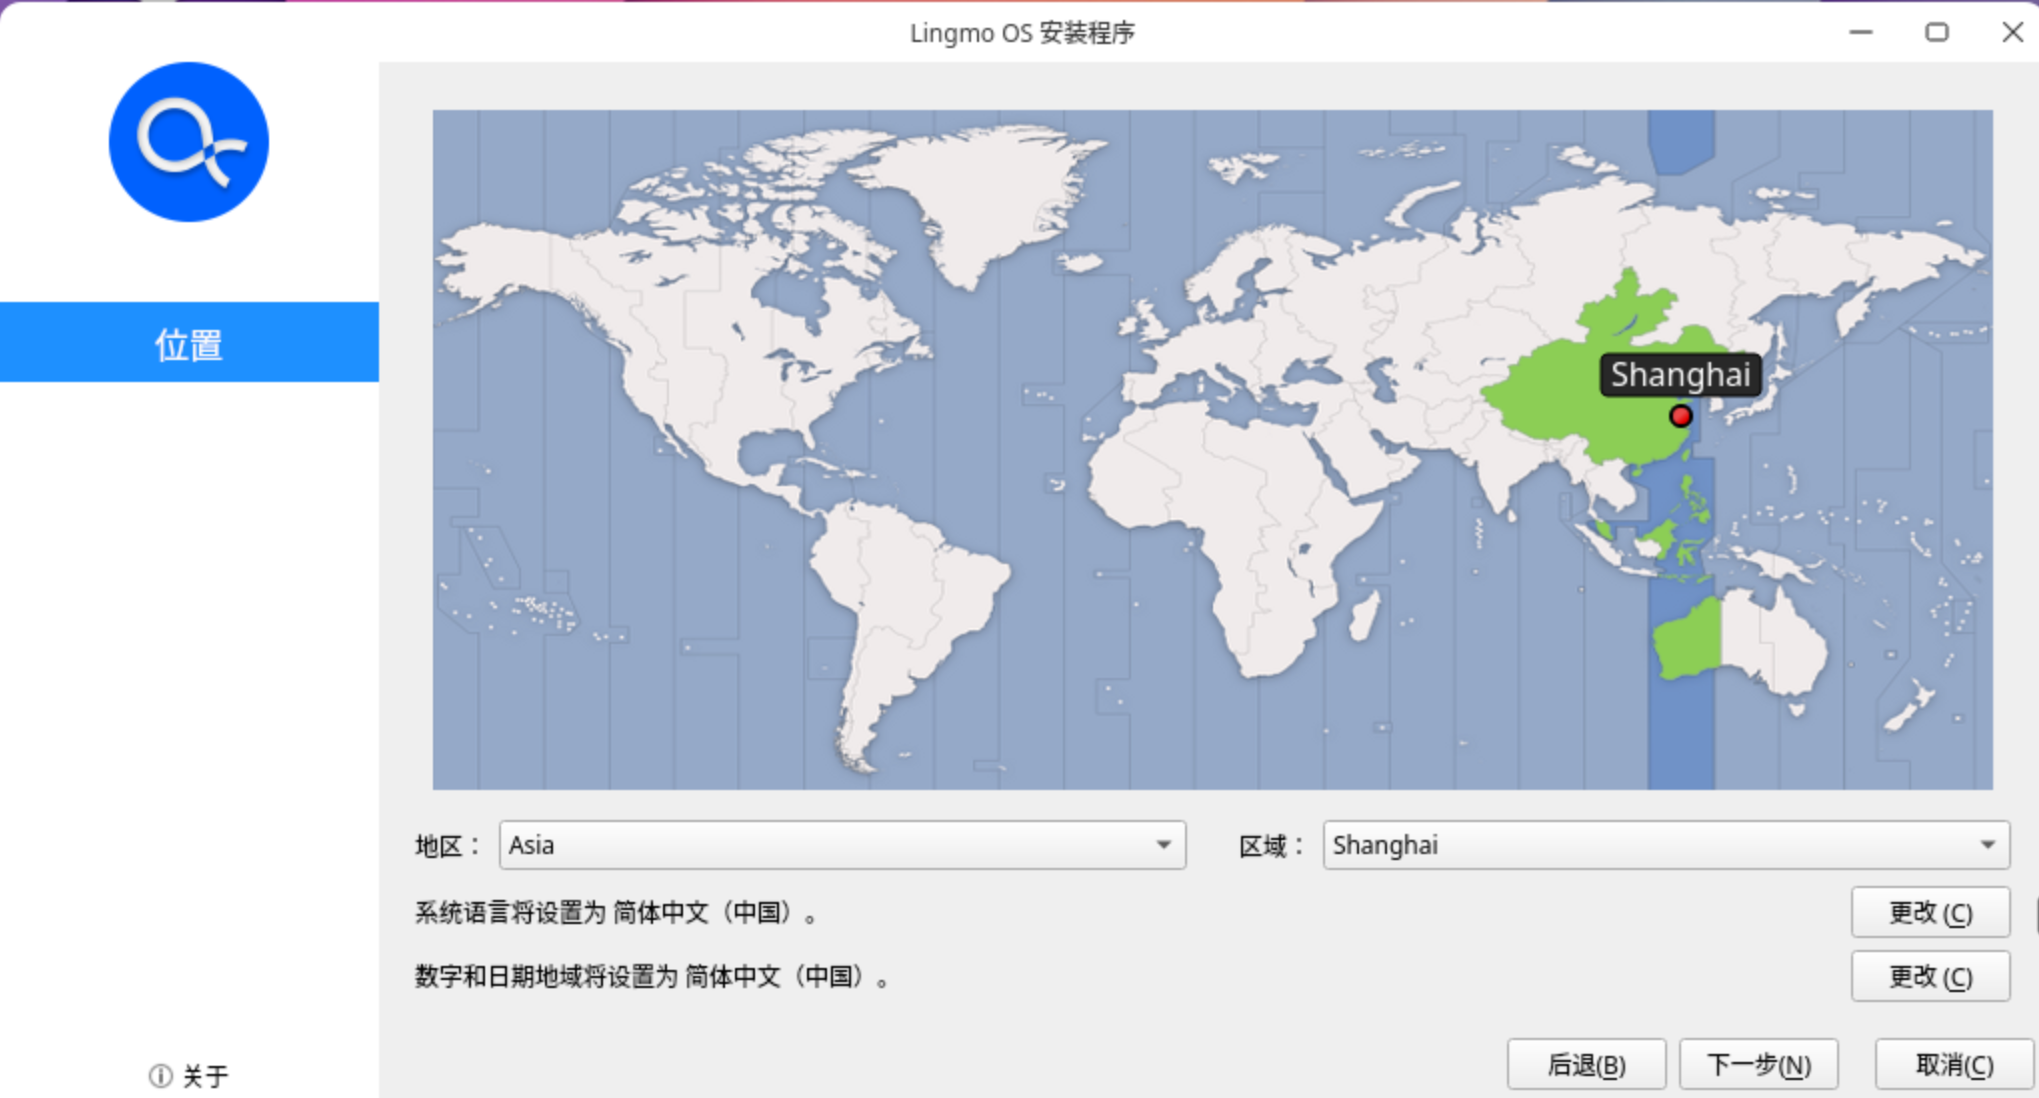 Lingmo OS 安装程序
位置
Shanghai
地区： Asia 区域： Shanghai
系统语言将设置为 简体中文（中国）。 更改 (C)
数字和日期地域将设置为 简体中文（中国）。 更改 (C)
关于
后退(B) 下一步(N) 取消(C)